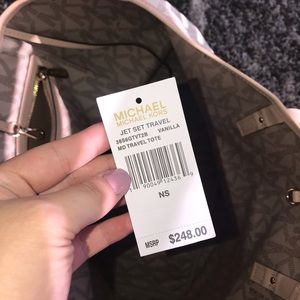 MICHAEL
MICHAEL KORS
JET SET TRAVEL
VANILLA
MD TRAVEL TOTE
NS
MSRP $248.00